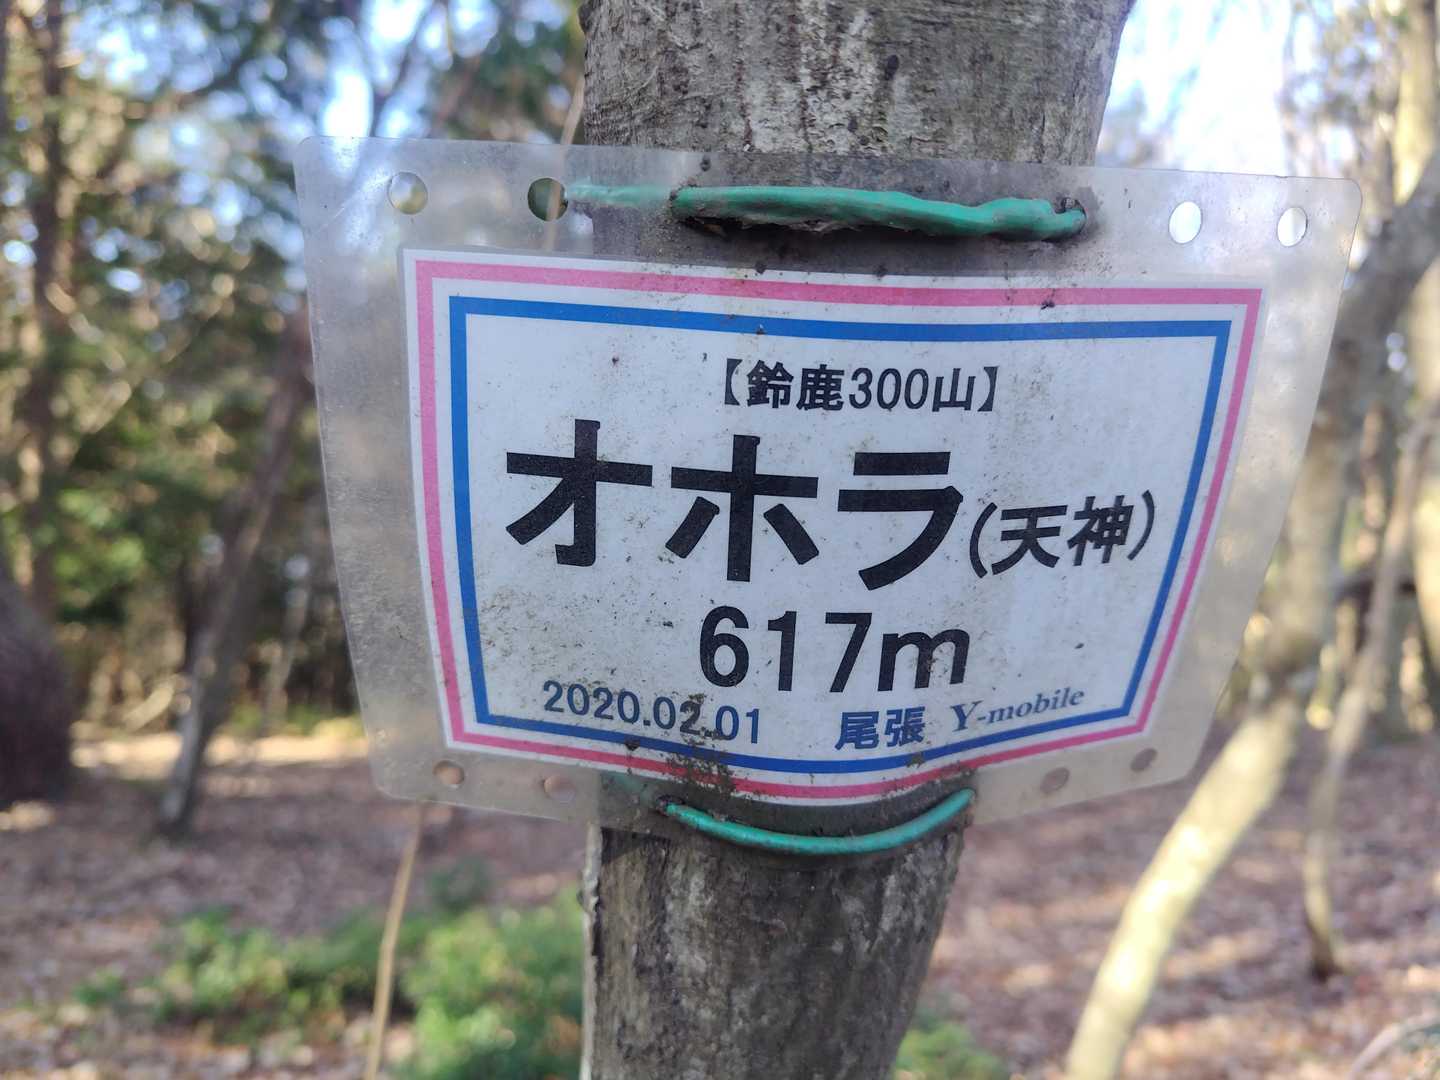 【鈴鹿300山】
オホラ(天神)
617m
2020.02.01 尾張 Y-mobile